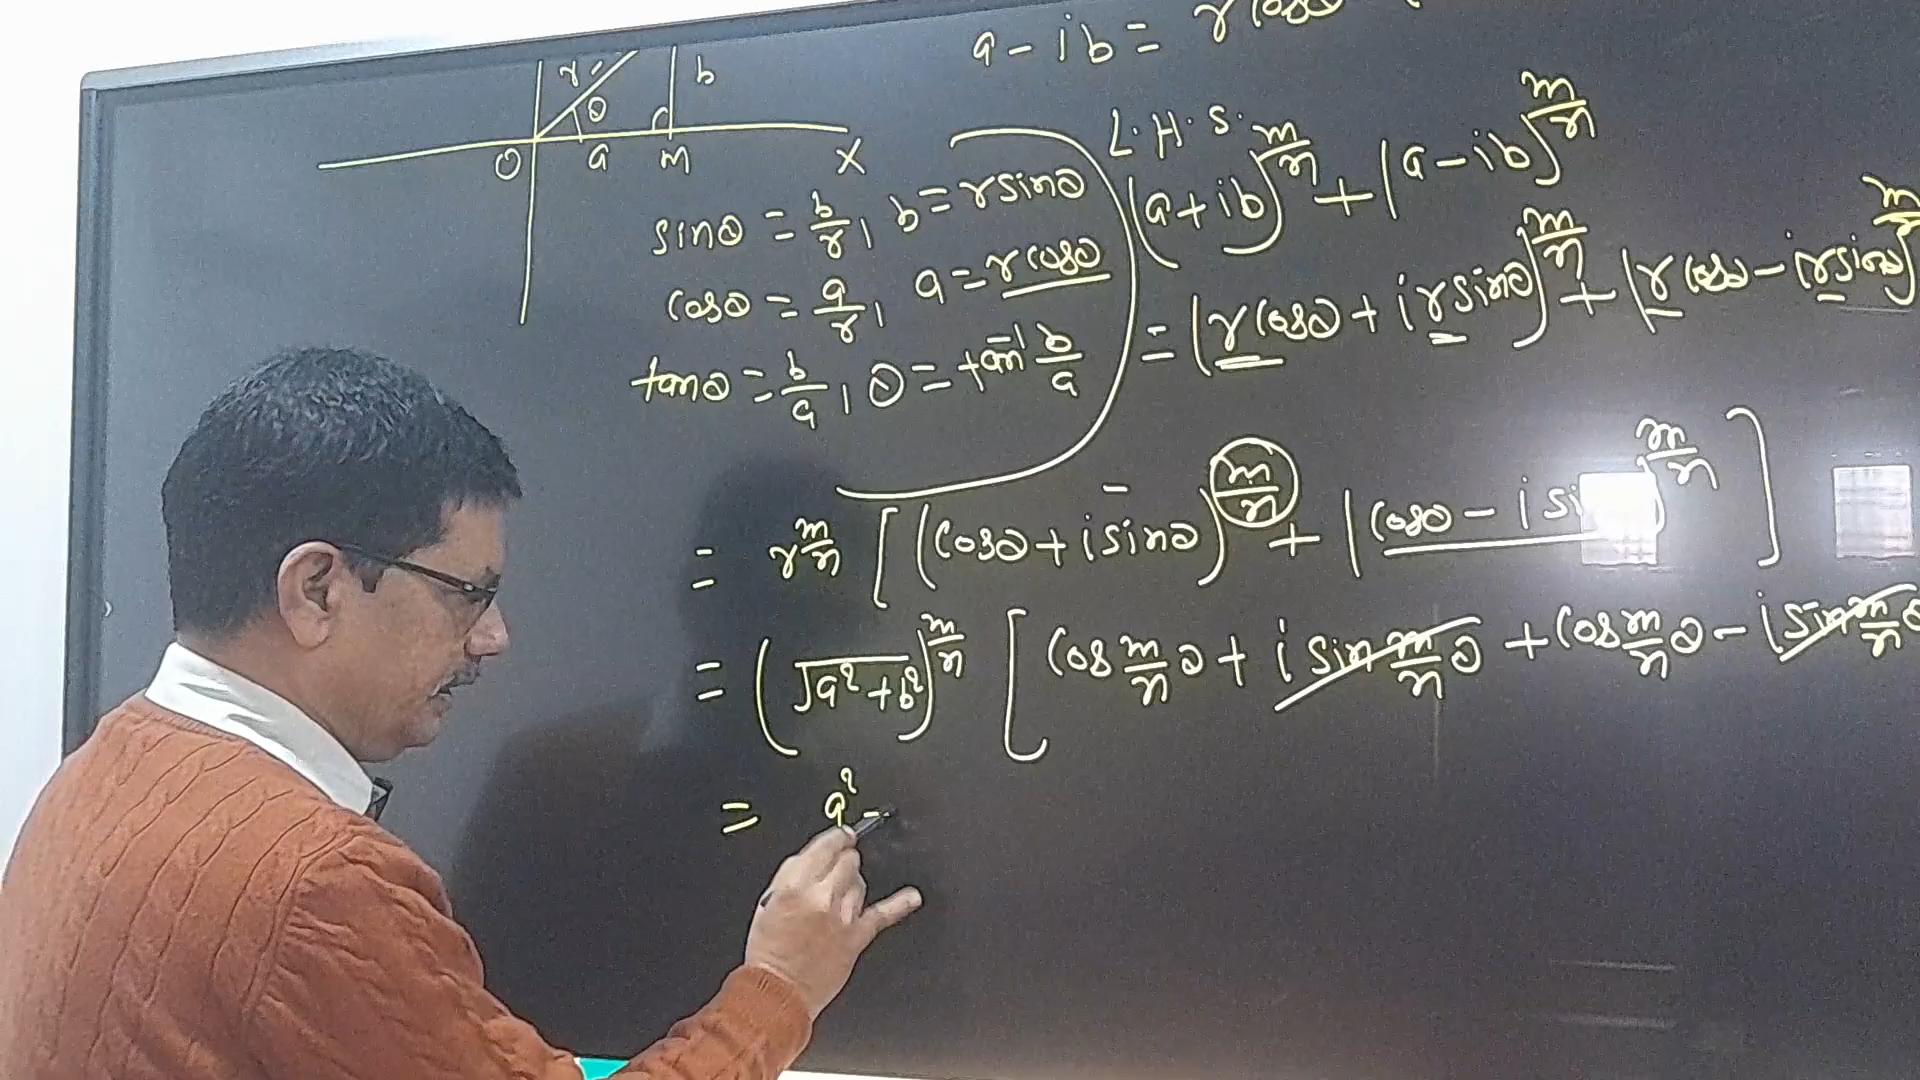 a - ib = r cosθ
r
θ
b
O a M X
sinθ = b/r, b = r sinθ
cosθ = a/r, a = r cosθ
tanθ = b/a, θ = tan⁻¹ b/a
L.H.S.
(a+ib)^(m/n) + (a-ib)^(m/n)
= (r cosθ + i r sinθ)^(m/n) + (r cosθ - i r sinθ)^(m/n)
= r^(m/n) [(cosθ + i sinθ)^(m/n) + (cosθ - i si )^(m/n)]
= (√a²+b²)^(m/n) [cos m/n θ + i sin m/n θ + cos m/n θ - i sin m/n θ
= a² -